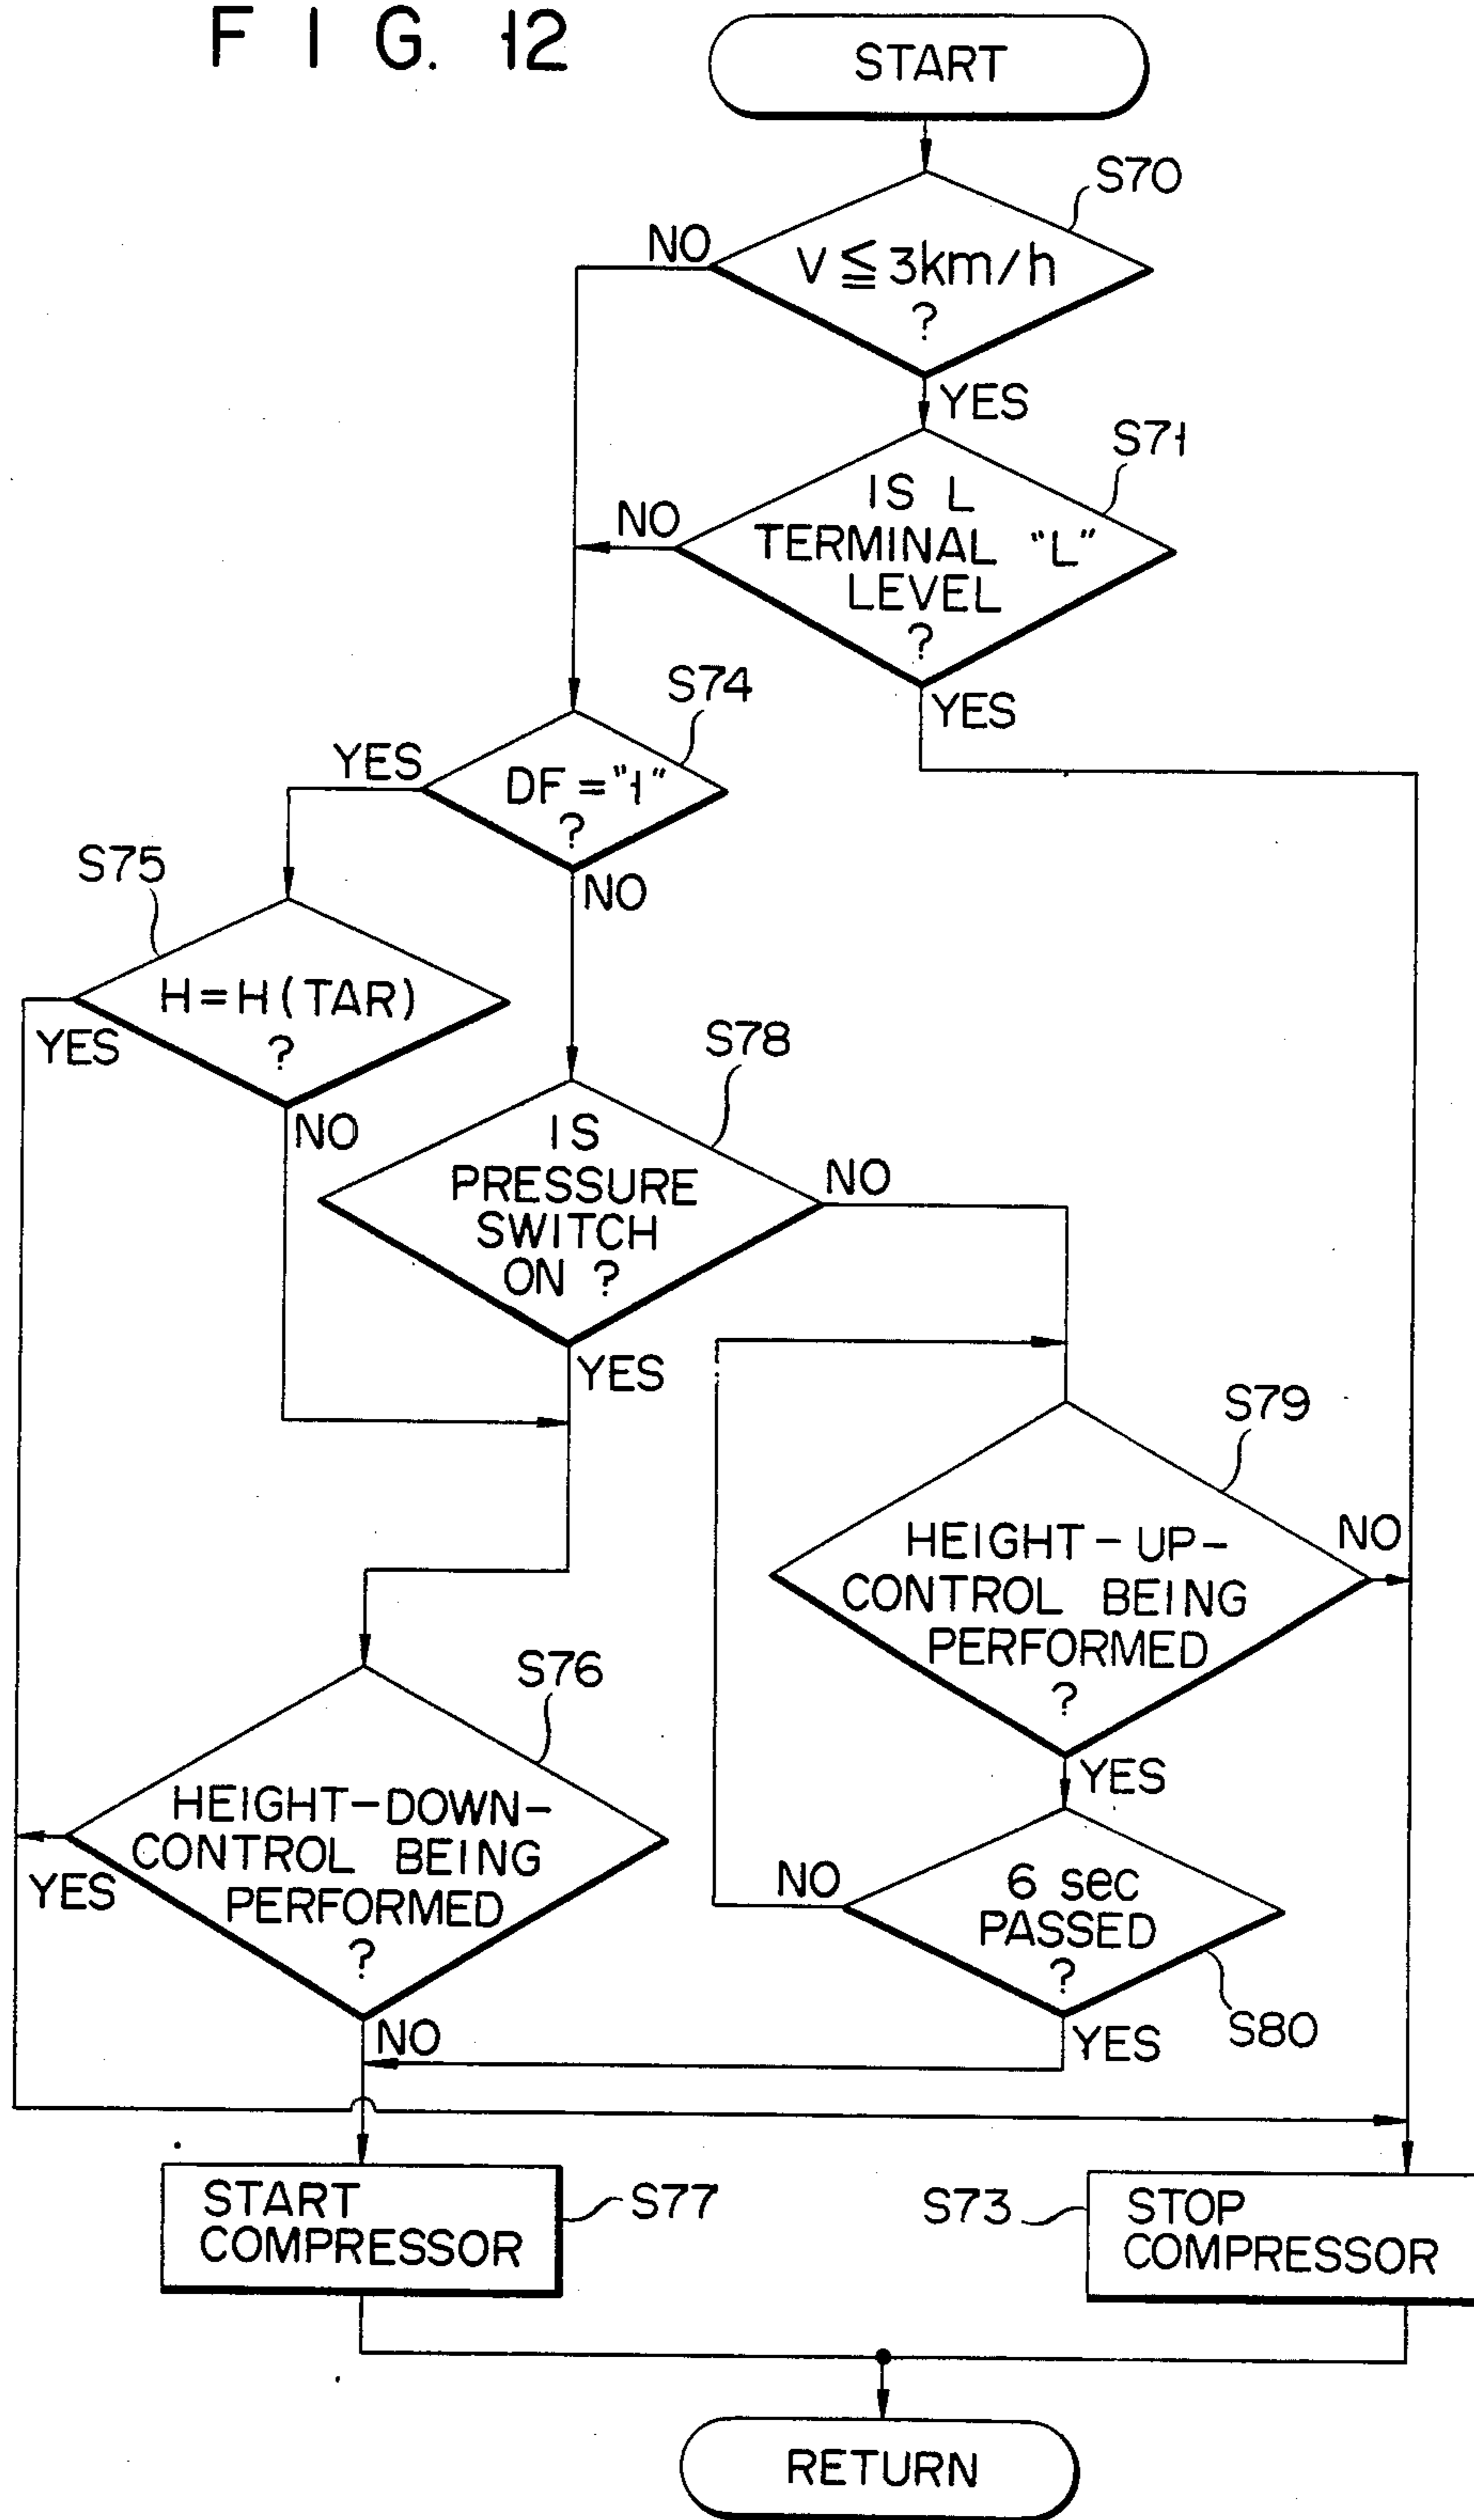 FIG. 12
START
S70
NO
V ≦ 3km/h
?
YES
S71
NO
IS L
TERMINAL "L"
LEVEL
?
YES
S74
YES
DF = "1"
?
NO
S75
H = H (TAR)
?
YES
NO
S78
IS
PRESSURE
SWITCH
ON ?
NO
YES
S79
HEIGHT-UP-
CONTROL BEING
PERFORMED
?
NO
YES
S76
HEIGHT-DOWN-
CONTROL BEING
PERFORMED
?
YES
NO
NO
6 sec
PASSED
?
S80
YES
START
COMPRESSOR
S77
S73
STOP
COMPRESSOR
RETURN